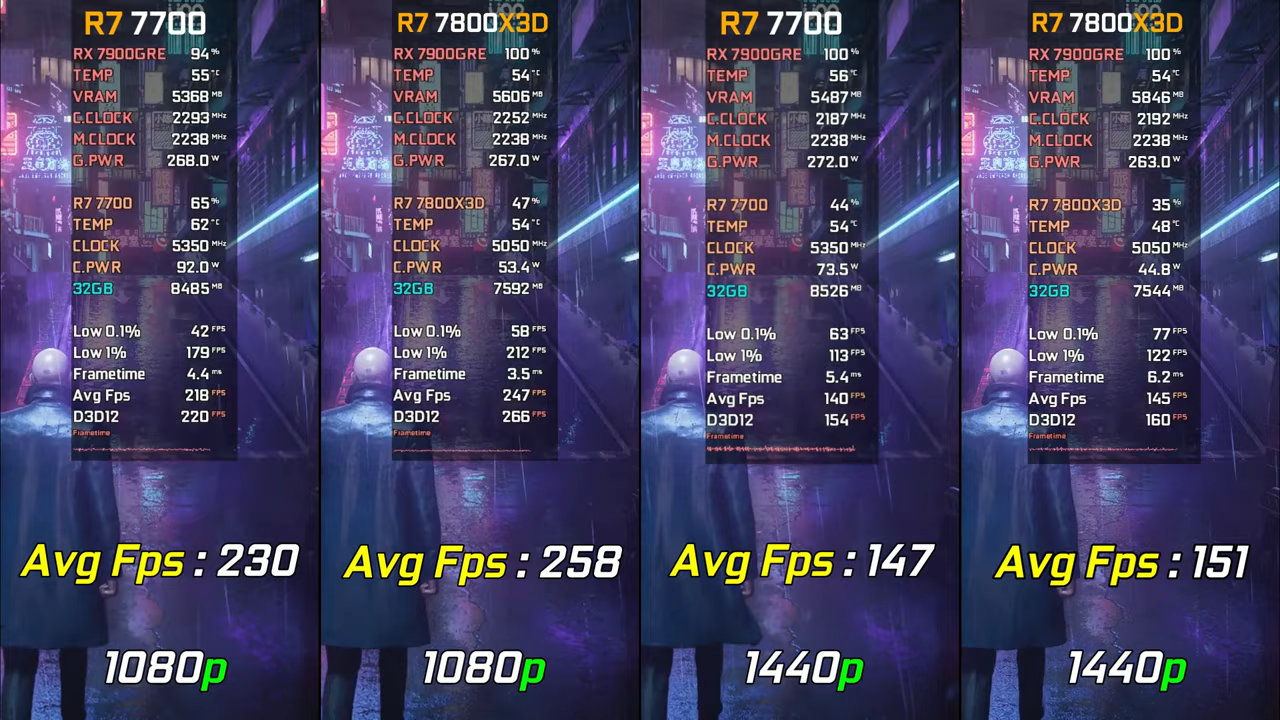 R7 7700
RX 7900GRE 94 %
TEMP 55 °C
VRAM 5368 MB
C.CLOCK 2293 MHz
M.CLOCK 2238 MHz
G.PWR 268.0 W
R7 7700 65 %
TEMP 62 °C
CLOCK 5350 MHz
C.PWR 92.0 W
32GB 8485 MB
Low 0.1% 42 FPS
Low 1% 179 FPS
Frametime 4.4 ms
Avg Fps 218 FPS
D3D12 220 FPS
Frametime
Avg Fps : 230
1080p
R7 7800X3D
RX 7900GRE 100 %
TEMP 54 °C
VRAM 5606 MB
C.CLOCK 2252 MHz
M.CLOCK 2238 MHz
G.PWR 267.0 W
R7 7800X3D 47 %
TEMP 54 °C
CLOCK 5050 MHz
C.PWR 53.4 W
32GB 7592 MB
Low 0.1% 58 FPS
Low 1% 212 FPS
Frametime 3.5 ms
Avg Fps 247 FPS
D3D12 266 FPS
Frametime
Avg Fps : 258
1080p
R7 7700
RX 7900GRE 100 %
TEMP 56 °C
VRAM 5487 MB
C.CLOCK 2187 MHz
M.CLOCK 2238 MHz
G.PWR 272.0 W
R7 7700 44 %
TEMP 54 °C
CLOCK 5350 MHz
C.PWR 73.5 W
32GB 8526 MB
Low 0.1% 63 FPS
Low 1% 113 FPS
Frametime 5.4 ms
Avg Fps 140 FPS
D3D12 154 FPS
Frametime
Avg Fps : 147
1440p
R7 7800X3D
RX 7900GRE 100 %
TEMP 54 °C
VRAM 5846 MB
C.CLOCK 2192 MHz
M.CLOCK 2238 MHz
G.PWR 263.0 W
R7 7800X3D 35 %
TEMP 48 °C
CLOCK 5050 MHz
C.PWR 44.8 W
32GB 7544 MB
Low 0.1% 77 FPS
Low 1% 122 FPS
Frametime 6.2 ms
Avg Fps 145 FPS
D3D12 160 FPS
Frametime
Avg Fps : 151
1440p